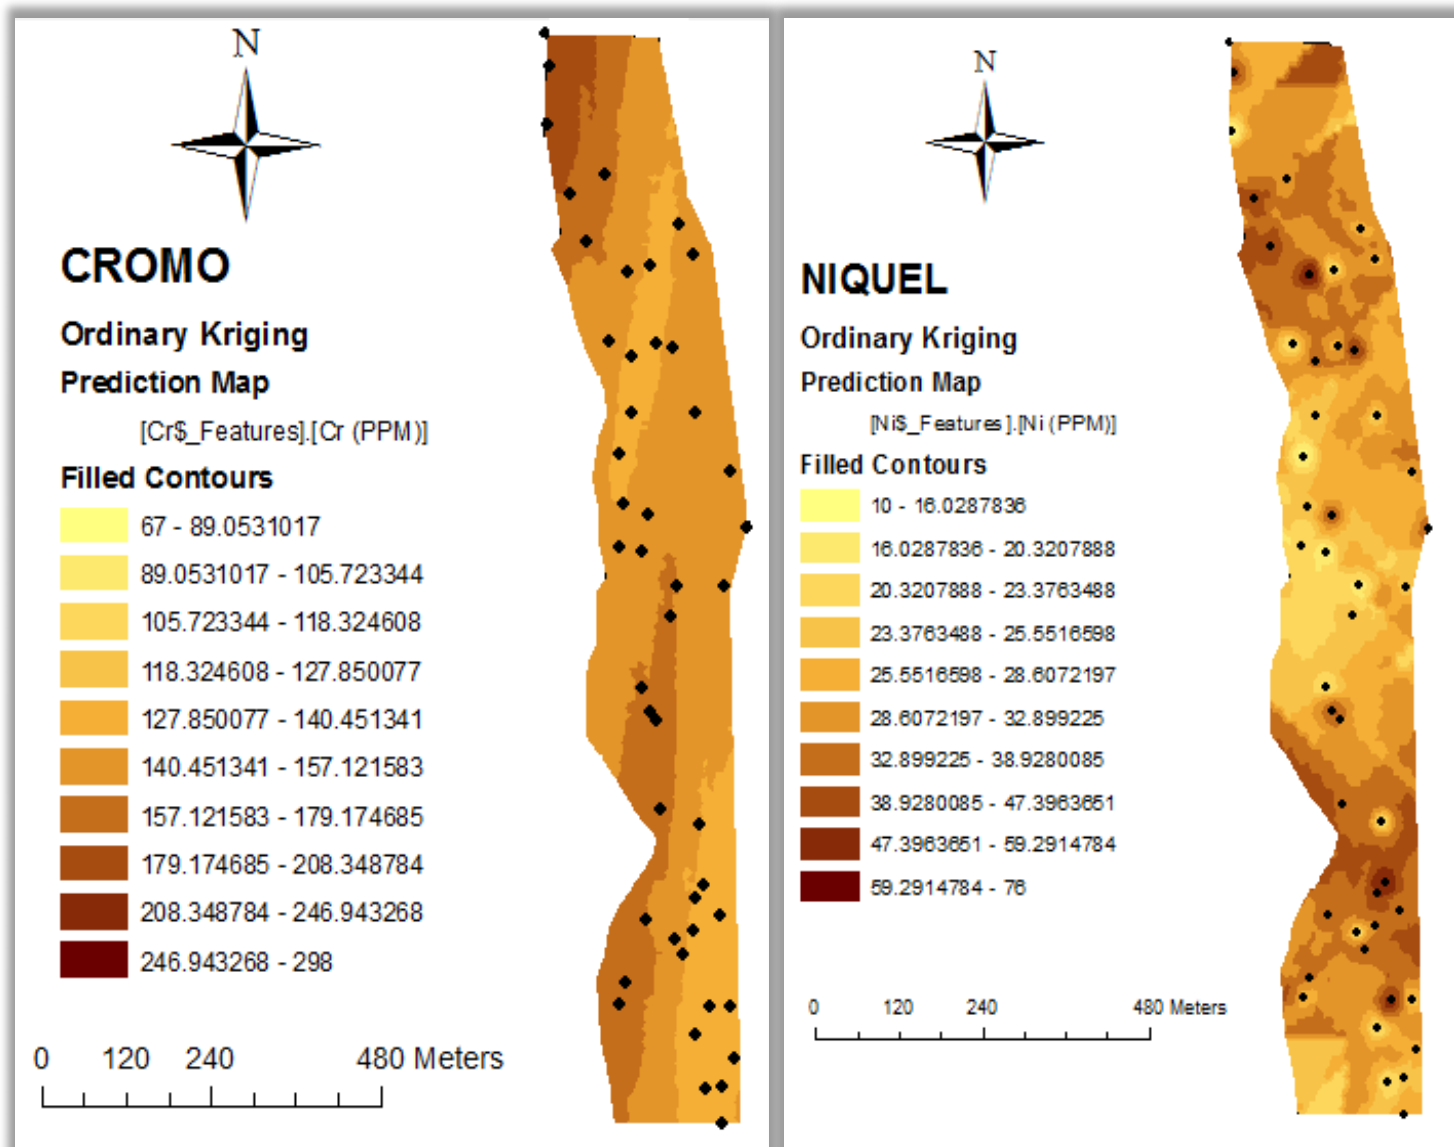 N
CROMO
Ordinary Kriging
Prediction Map
[Cr$_Features].[Cr (PPM)]
Filled Contours
67 - 89.0531017
89.0531017 - 105.723344
105.723344 - 118.324608
118.324608 - 127.850077
127.850077 - 140.451341
140.451341 - 157.121583
157.121583 - 179.174685
179.174685 - 208.348784
208.348784 - 246.943268
246.943268 - 298
0 120 240 480 Meters
N
NIQUEL
Ordinary Kriging
Prediction Map
[Ni$_Features].[Ni (PPM)]
Filled Contours
10 - 16.0287836
16.0287836 - 20.3207888
20.3207888 - 23.3763488
23.3763488 - 25.5516598
25.5516598 - 28.6072197
28.6072197 - 32.899225
32.899225 - 38.9280085
38.9280085 - 47.3963651
47.3963651 - 59.2914784
59.2914784 - 76
0 120 240 480 Meters